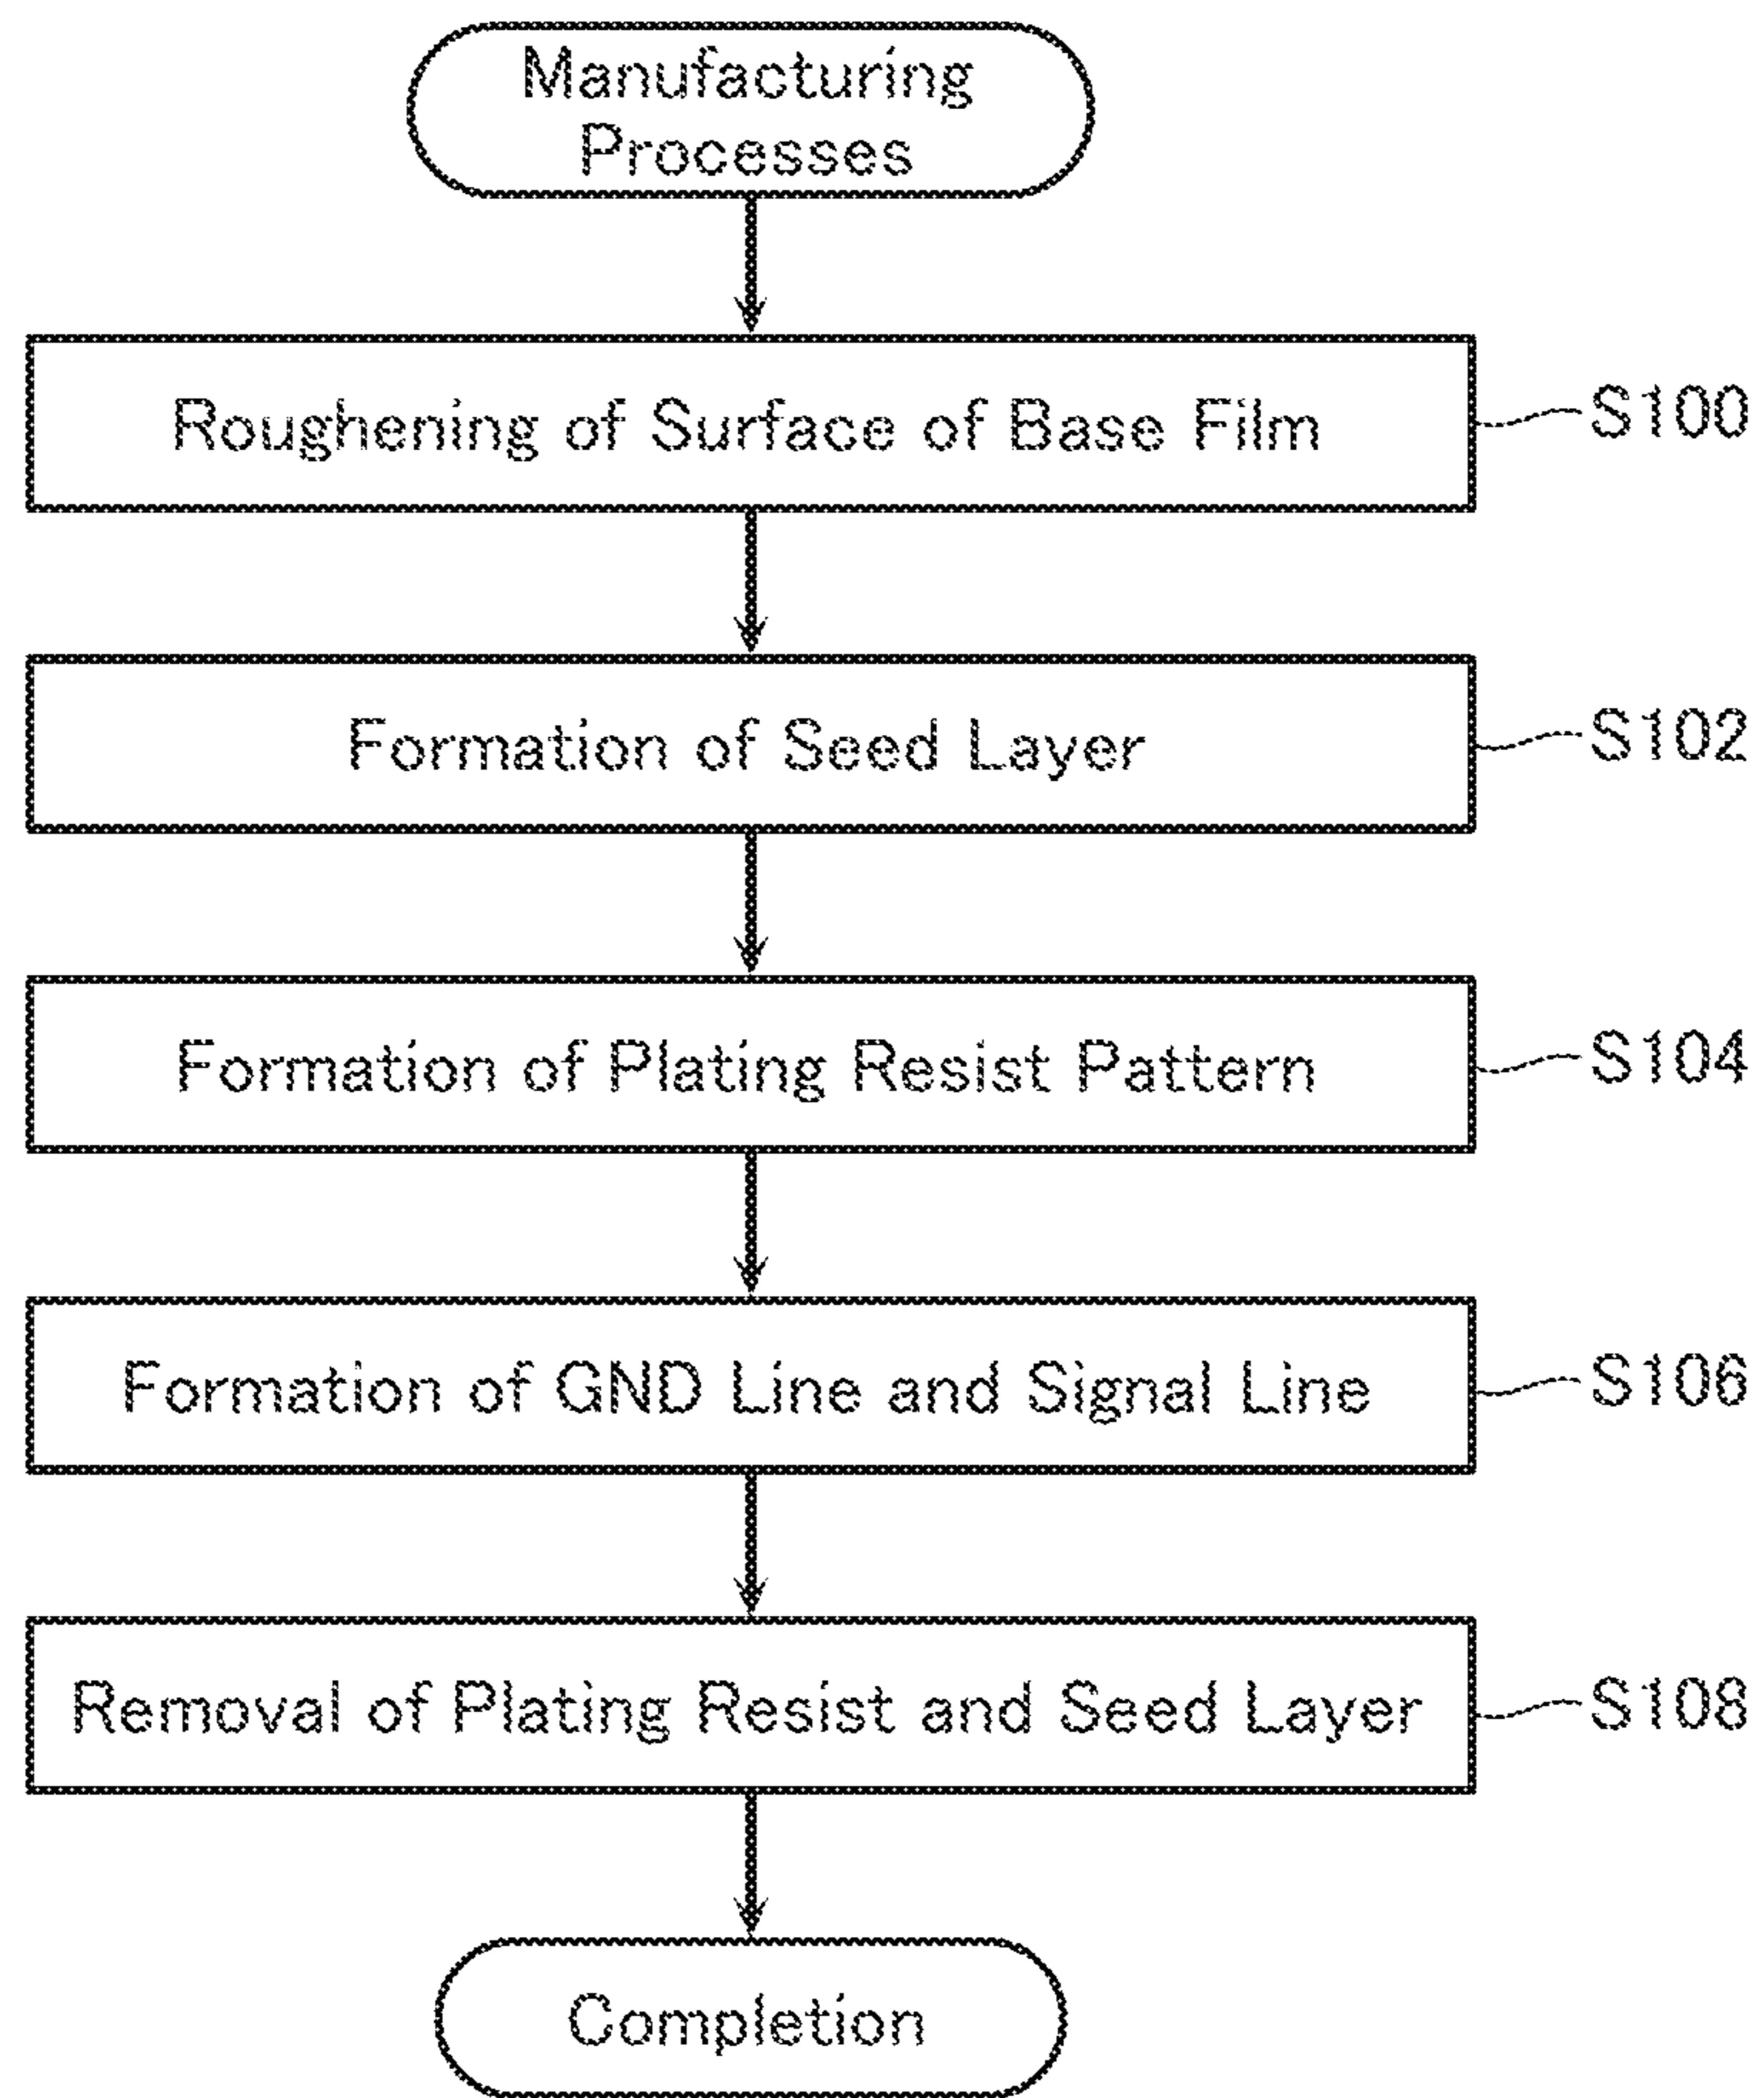 Manufacturing
Processes
Roughening of Surface of Base Film
S100
Formation of Seed Layer
S102
Formation of Plating Resist Pattern
S104
Formation of GND Line and Signal Line
S106
Removal of Plating Resist and Seed Layer
S108
Completion